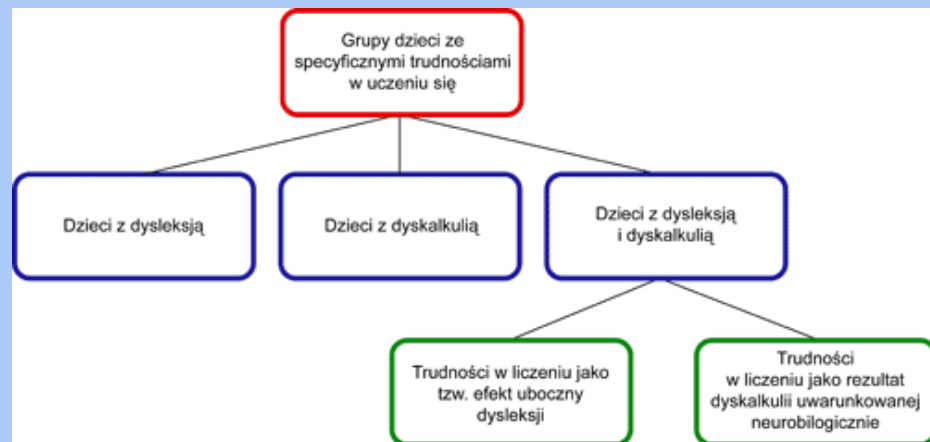 Grupy dzieci ze
specyficznymi trudnościami
w uczeniu się
Dzieci z dysleksją
Dzieci z dyskalkulią
Dzieci z dysleksją
i dyskalkulią
Trudności w liczeniu jako
tzw. efekt uboczny
dysleksji
Trudności
w liczeniu jako rezultat
dyskalkulii uwarunkowanej
neurobilogicznie